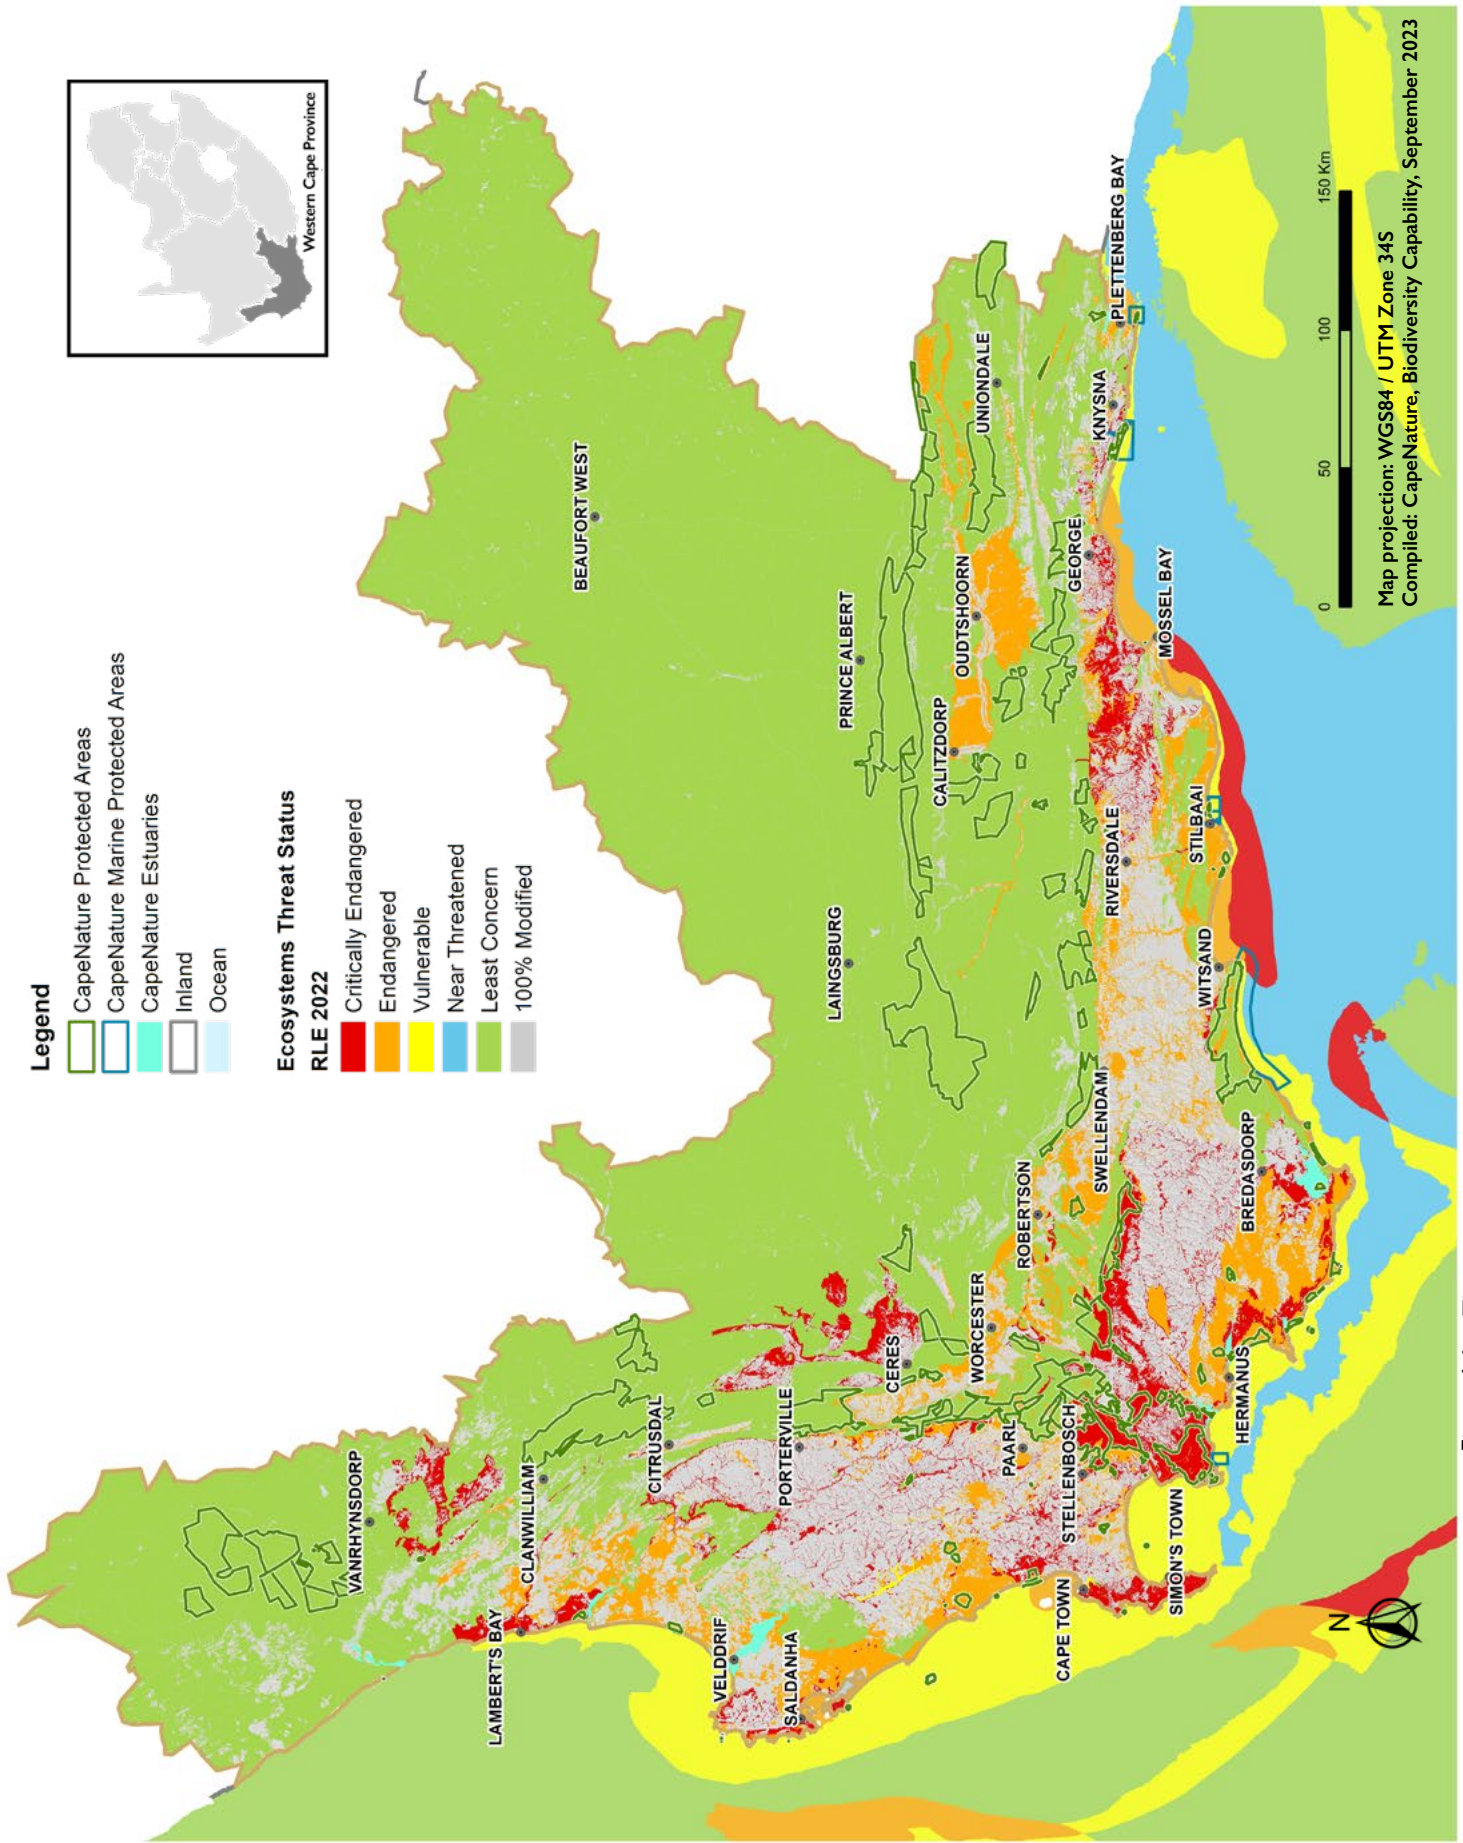 Legend
CapeNature Protected Areas
CapeNature Marine Protected Areas
CapeNature Estuaries
Inland
Ocean
Ecosystems Threat Status
RLE 2022
Critically Endangered
Endangered
Vulnerable
Near Threatened
Least Concern
100% Modified
Western Cape Province
VANRHYNSDORP
LAMBERT'S BAY
CLANWILLIAM
CITRUSDAL
VELDDRIF
SALDANHA
PORTERVILLE
CERES
LAINGSBURG
PRINCE ALBERT
BEAUFORT WEST
WORCESTER
PAARL
ROBERTSON
CALITZDORP
OUDTSHOORN
UNIONDALE
CAPE TOWN
STELLENBOSCH
SWELLENDAM
RIVERSDALE
GEORGE
KNYSNA
PLETTENBERG BAY
SIMON'S TOWN
HERMANUS
BREDASDORP
WITSAND
STILBAAI
MOSSEL BAY
N
0 50 100 150 Km
Map projection: WGS84 / UTM Zone 34S
Compiled: CapeNature, Biodiversity Capability, September 2023